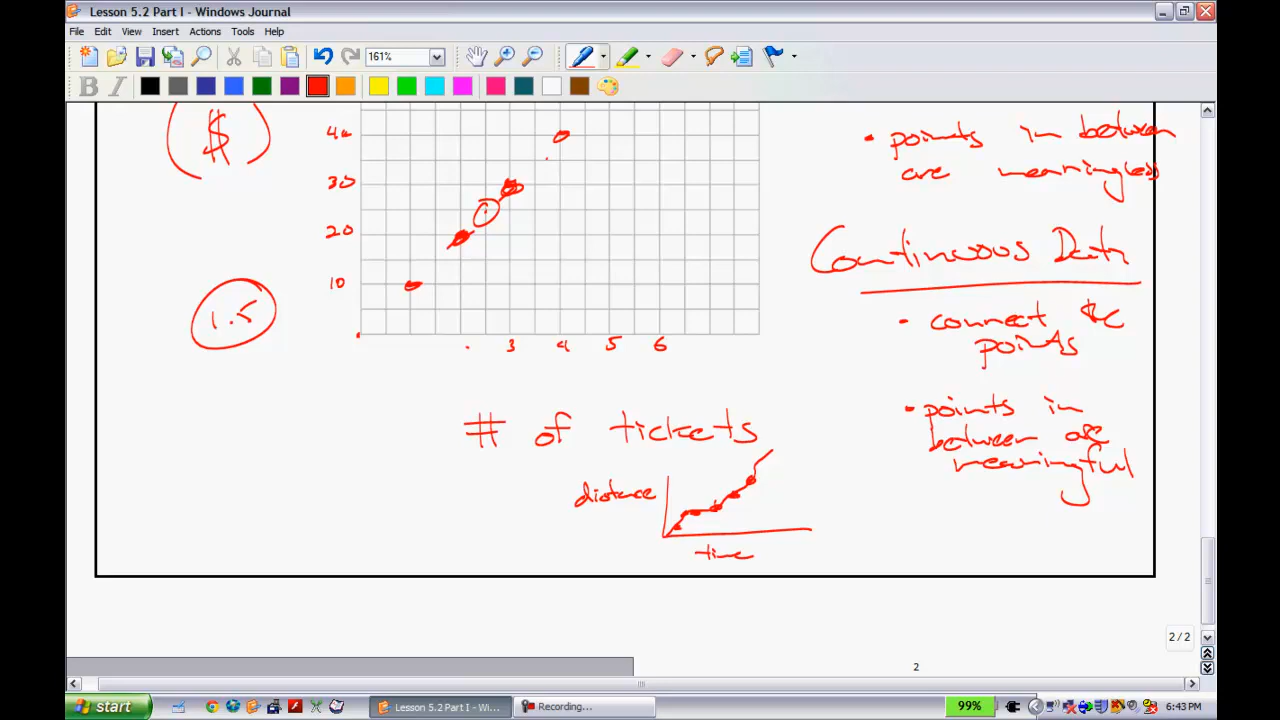 Lesson 5.2 Part I - Windows Journal
File Edit View Insert Actions Tools Help
161%
B I
($)
40
30
20
10
1.5
3 4 5 6
# of tickets
distance
time
• points in between
are meaningless
Continuous Data
• connect the
points
• points in
between are
meaningful
2/2
2
start
Lesson 5.2 Part I - Wi...
Recording...
99%
6:43 PM